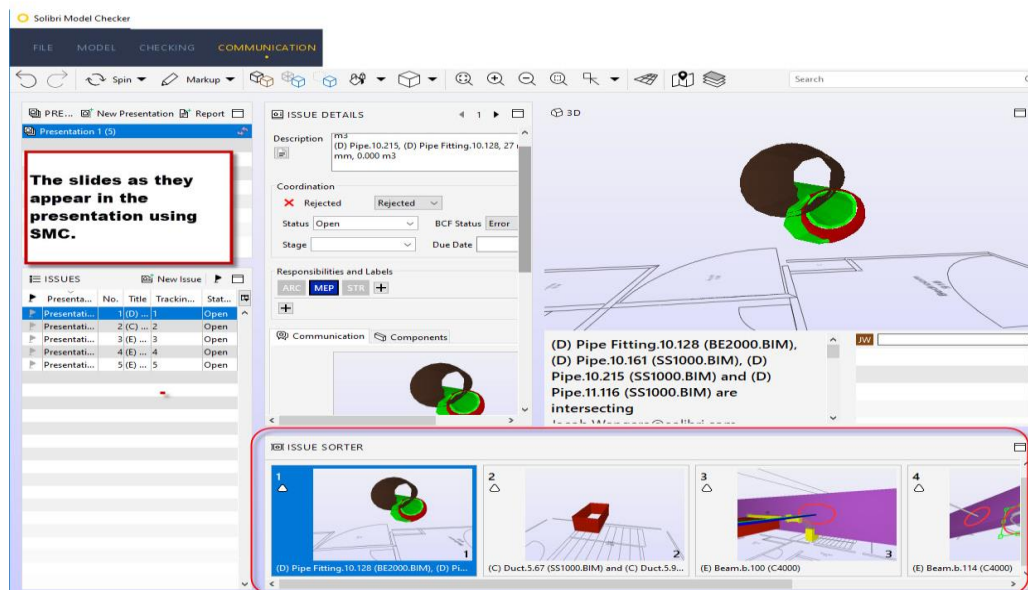 Solibri Model Checker
FILE MODEL CHECKING COMMUNICATION
Spin Markup Search
PRE... New Presentation Report
Presentation 1 (5)
The slides as they
appear in the
presentation using
SMC.
ISSUES New Issue
Presenta... No. Title Trackin... Stat...
Presentati... 1 (D) ... 1 Open
Presentati... 2 (C) ... 2 Open
Presentati... 3 (E) ... 3 Open
Presentati... 4 (E) ... 4 Open
Presentati... 5 (E) ... 5 Open
ISSUE DETAILS 1
Description m3
(D) Pipe.10.215, (D) Pipe Fitting.10.128, 27
mm, 0.000 m3
Coordination
Rejected Rejected
Status Open BCF Status Error
Stage Due Date
Responsibilities and Labels
ARC MEP STR
Communication Components
3D
(D) Pipe Fitting.10.128 (BE2000.BIM),
(D) Pipe.10.161 (SS1000.BIM), (D)
Pipe.10.215 (SS1000.BIM) and (D)
Pipe.11.116 (SS1000.BIM) are
intersecting
JW
ISSUE SORTER
1
1
(D) Pipe Fitting.10.128 (BE2000.BIM), (D) Pi...
2
2
(C) Duct.5.67 (SS1000.BIM) and (C) Duct.5.9...
3
3
(E) Beam.b.100 (C4000)
4
(E) Beam.b.114 (C4000)